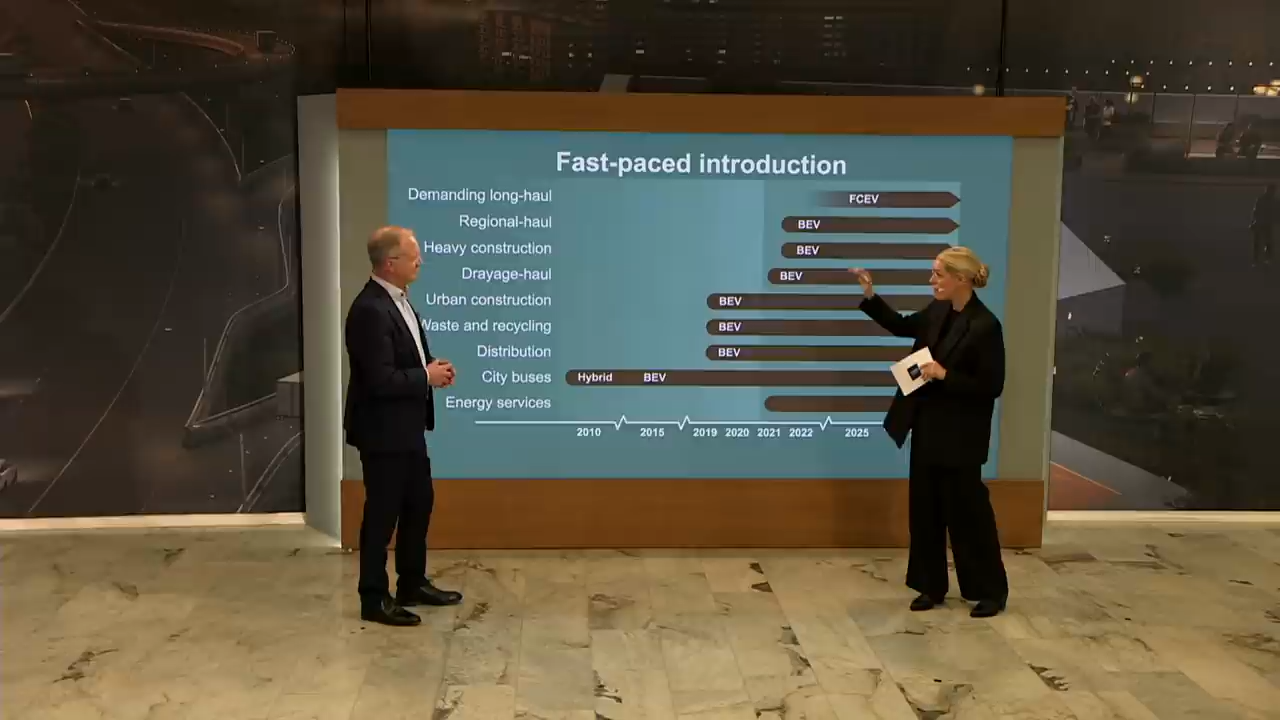 Fast-paced introduction
Demanding long-haul FCEV
Regional-haul BEV
Heavy construction BEV
Drayage-haul BEV
Urban construction BEV
Waste and recycling BEV
Distribution BEV
City buses Hybrid BEV
Energy services
2010 2015 2019 2020 2021 2022 2025